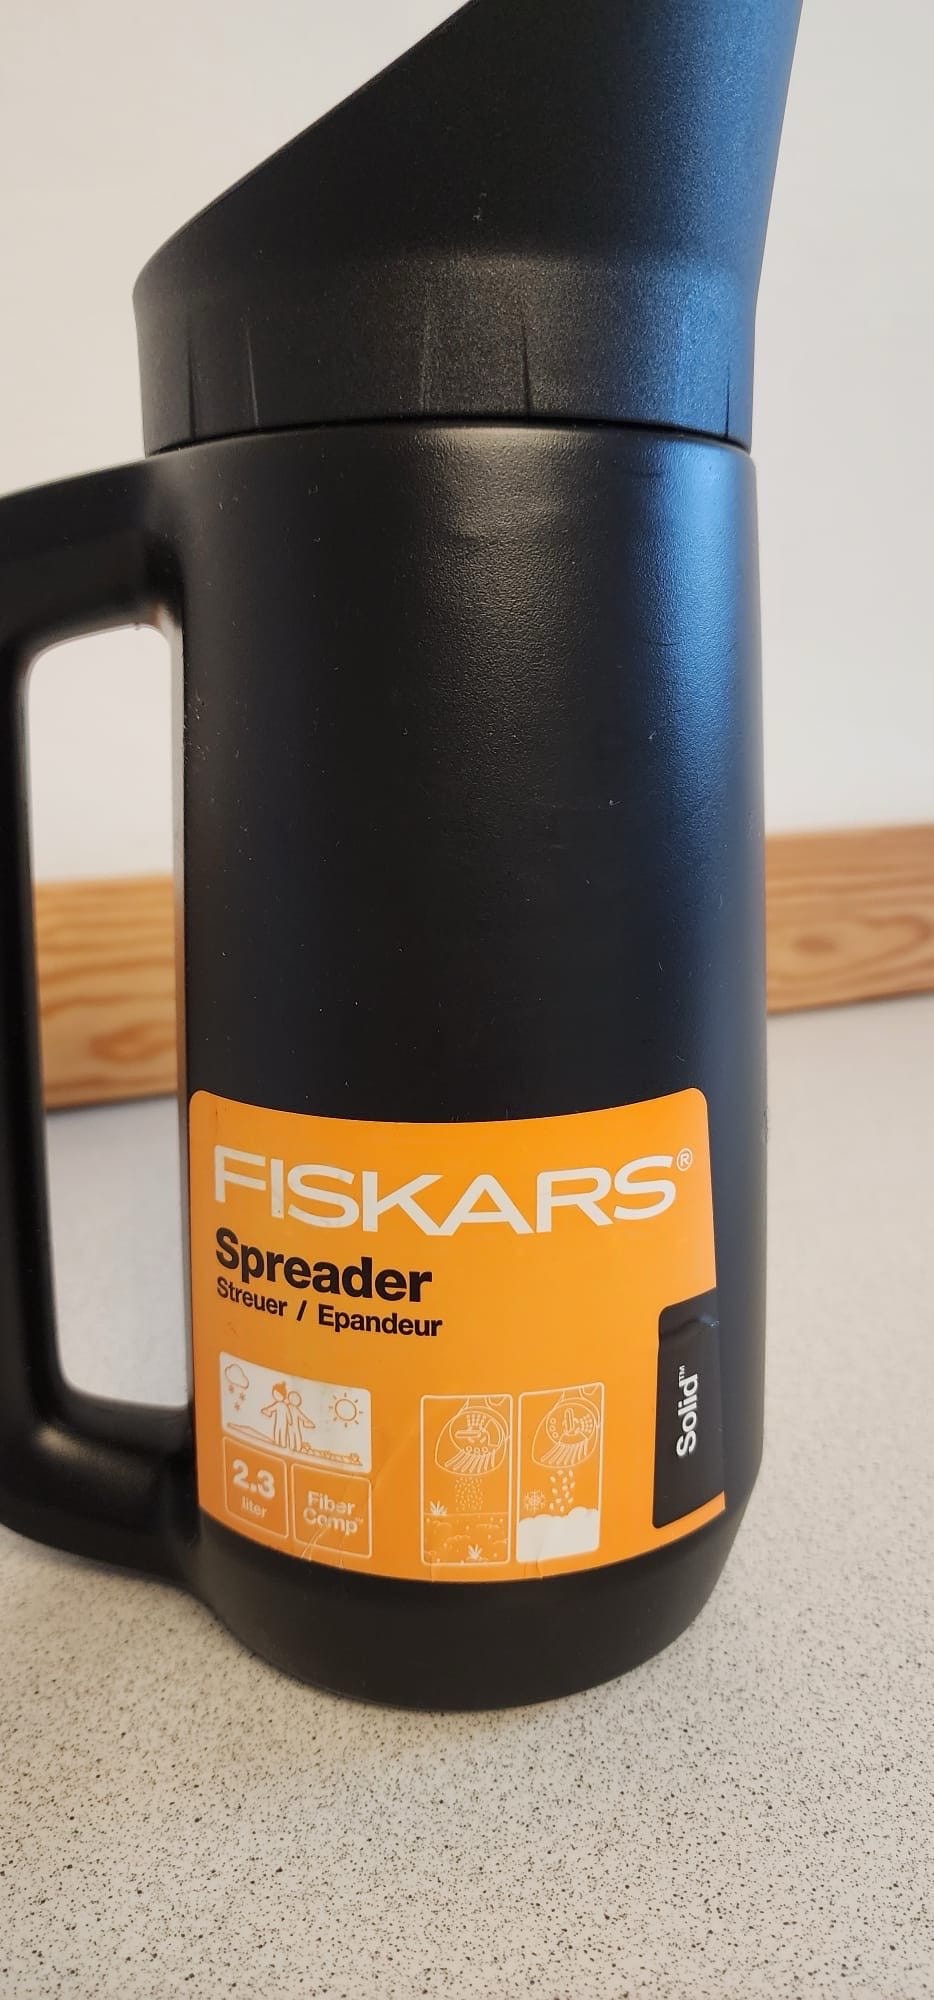 FISKARS®
Spreader
Streuer / Epandeur
2.3
liter
Fiber
Comp™
Solid™